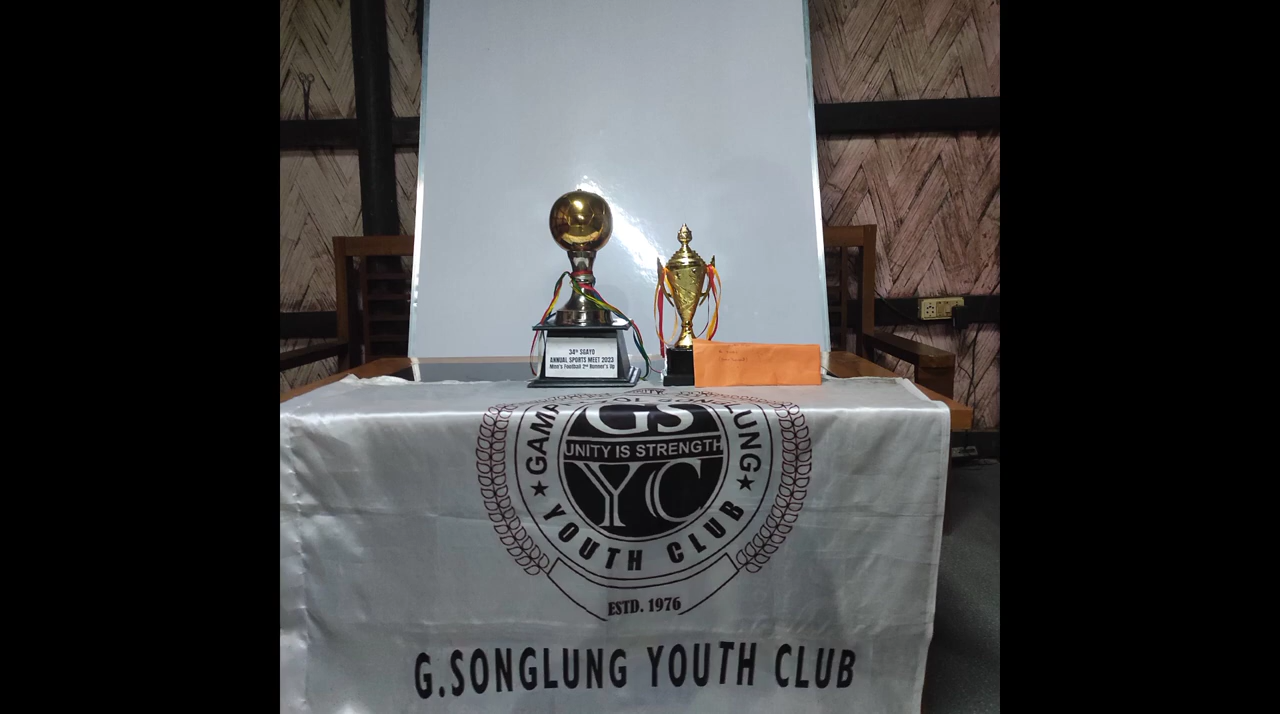 34th SGAYO
ANNUAL SPORTS MEET 2023
Men's Football 2nd Runner's Up
GS
UNITY IS STRENGTH
YC
YOUTH CLUB
ESTD. 1976
G.SONGLUNG YOUTH CLUB